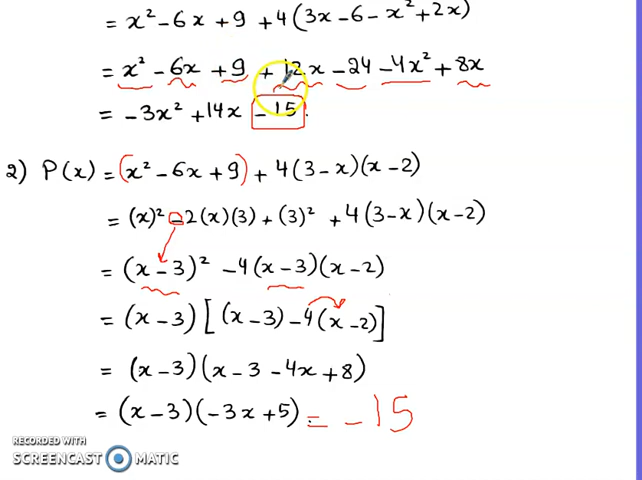 = x² - 6x + 9 + 4(3x - 6 - x² + 2x)
= x² - 6x + 9 + 12x - 24 - 4x² + 8x
= - 3x² + 14x - 15
2) P(x) = (x² - 6x + 9) + 4(3 - x)(x - 2)
= (x)² - 2(x)(3) + (3)² + 4(3 - x)(x - 2)
= (x - 3)² - 4(x - 3)(x - 2)
= (x - 3)[(x - 3) - 4(x - 2)]
= (x - 3)(x - 3 - 4x + 8)
= (x - 3)(- 3x + 5) = - 15
RECORDED WITH
SCREENCAST MATIC